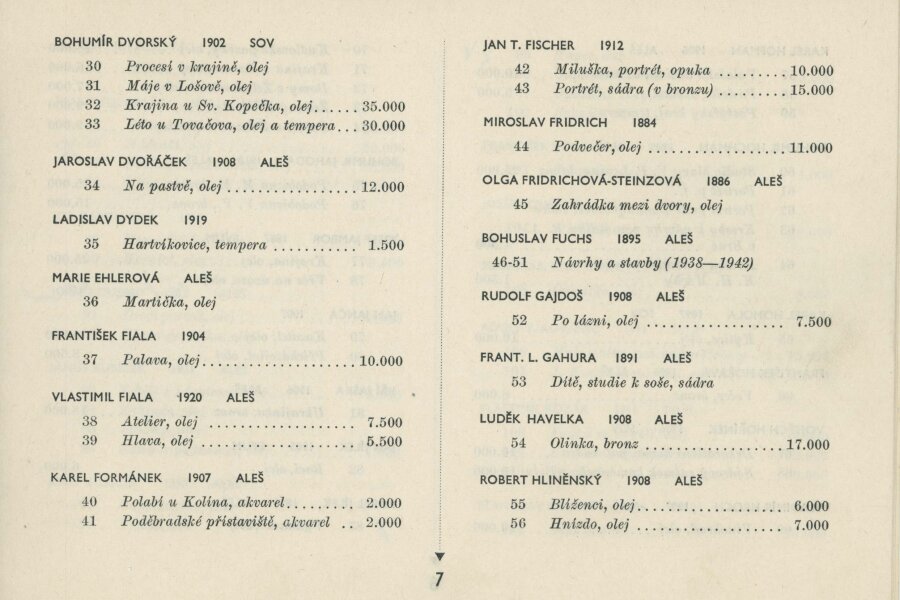 BOHUMÍR DVORSKÝ 1902 SOV
30 Procesí v krajině, olej
31 Máje v Lošově, olej
32 Krajina u Sv. Kopečka, olej..... 35.000
33 Léto u Tovačova, olej a tempera... 30.000
JAROSLAV DVOŘÁČEK 1908 ALEŠ
34 Na pastvě, olej................. 12.000
LADISLAV DYDEK 1919
35 Hartvíkovice, tempera ........... 1.500
MARIE EHLEROVÁ ALEŠ
36 Martička, olej
FRANTIŠEK FIALA 1904
37 Palava, olej.................... 10.000
VLASTIMIL FIALA 1920 ALEŠ
38 Atelier, olej ................... 7.500
39 Hlava, olej ..................... 5.500
KAREL FORMÁNEK 1907 ALEŠ
40 Polabí u Kolína, akvarel......... 2.000
41 Poděbradské přístaviště, akvarel .. 2.000
JAN T. FISCHER 1912
42 Miluška, portrét, opuka ......... 10.000
43 Portrét, sádra (v bronzu) ....... 15.000
MIROSLAV FRIDRICH 1884
44 Podvečer, olej .................. 11.000
OLGA FRIDRICHOVÁ-STEINZOVÁ 1886 ALEŠ
45 Zahrádka mezi dvory, olej
BOHUSLAV FUCHS 1895 ALEŠ
46-51 Návrhy a stavby (1938—1942)
RUDOLF GAJDOŠ 1908 ALEŠ
52 Po lázni, olej .................. 7.500
FRANT. L. GAHURA 1891 ALEŠ
53 Dítě, studie k soše, sádra
LUDĚK HAVELKA 1908 ALEŠ
54 Olinka, bronz ................... 17.000
ROBERT HLINĚNSKÝ 1908 ALEŠ
55 Blíženci, olej................... 6.000
56 Hnízdo, olej .................... 7.000
7